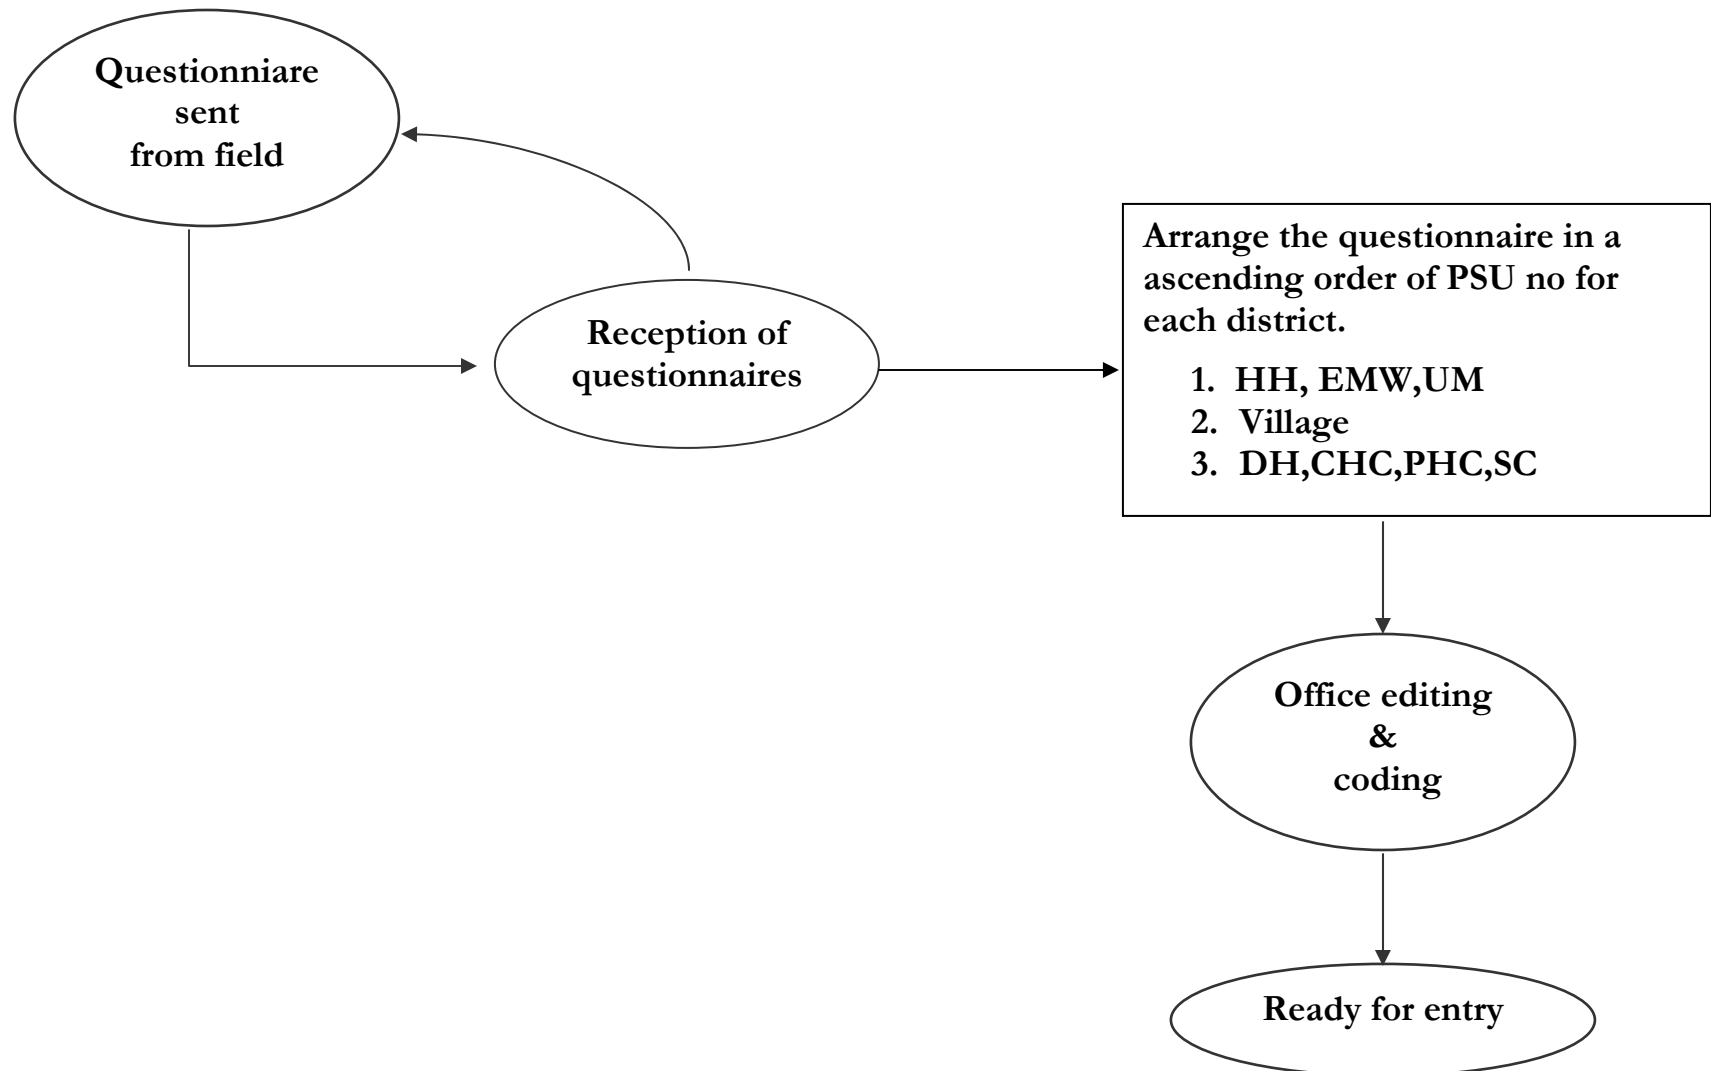 Questionniare
sent
from field
Reception of
questionnaires
Arrange the questionnaire in a
ascending order of PSU no for
each district.
1. HH, EMW,UM
2. Village
3. DH,CHC,PHC,SC
Office editing
&
coding
Ready for entry